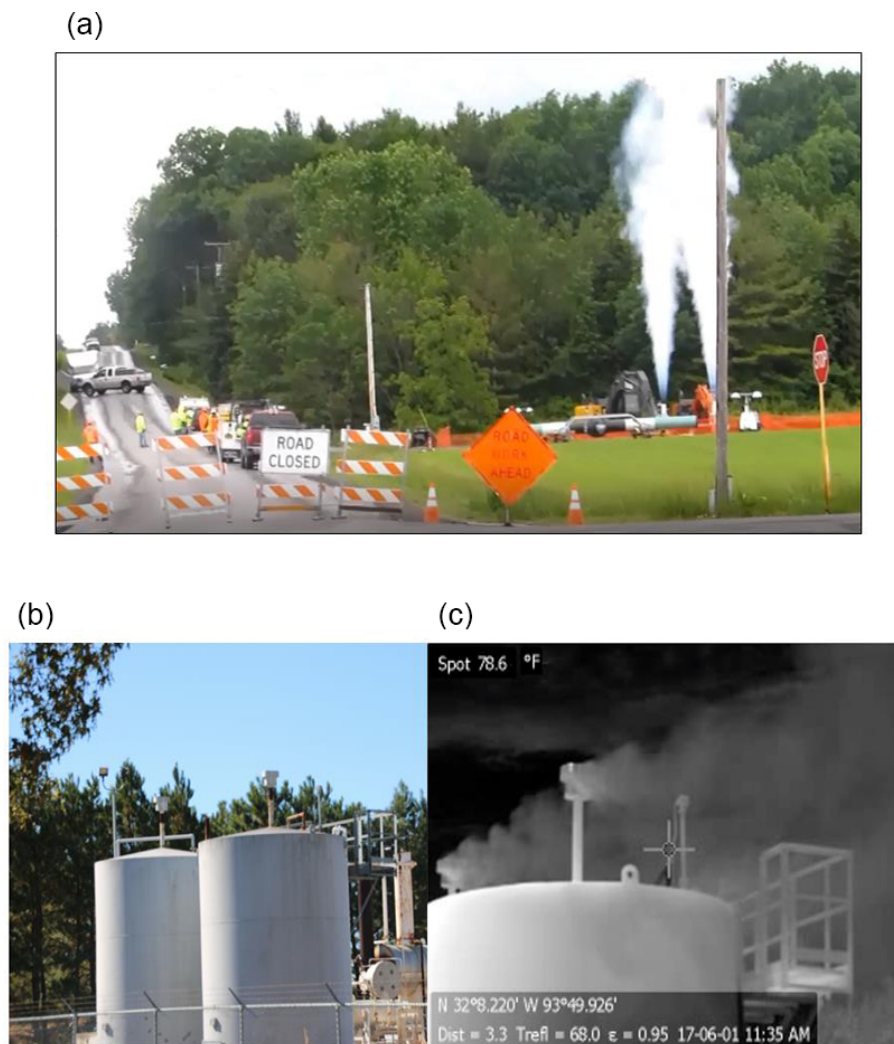 (a)
ROAD
CLOSED
ROAD
WORK
AHEAD
STOP
(b)
(c)
Spot 78.6 °F
N 32°8.220' W 93°49.926'
Dist = 3.3 Trefl = 68.0 ε = 0.95 17-06-01 11:35 AM